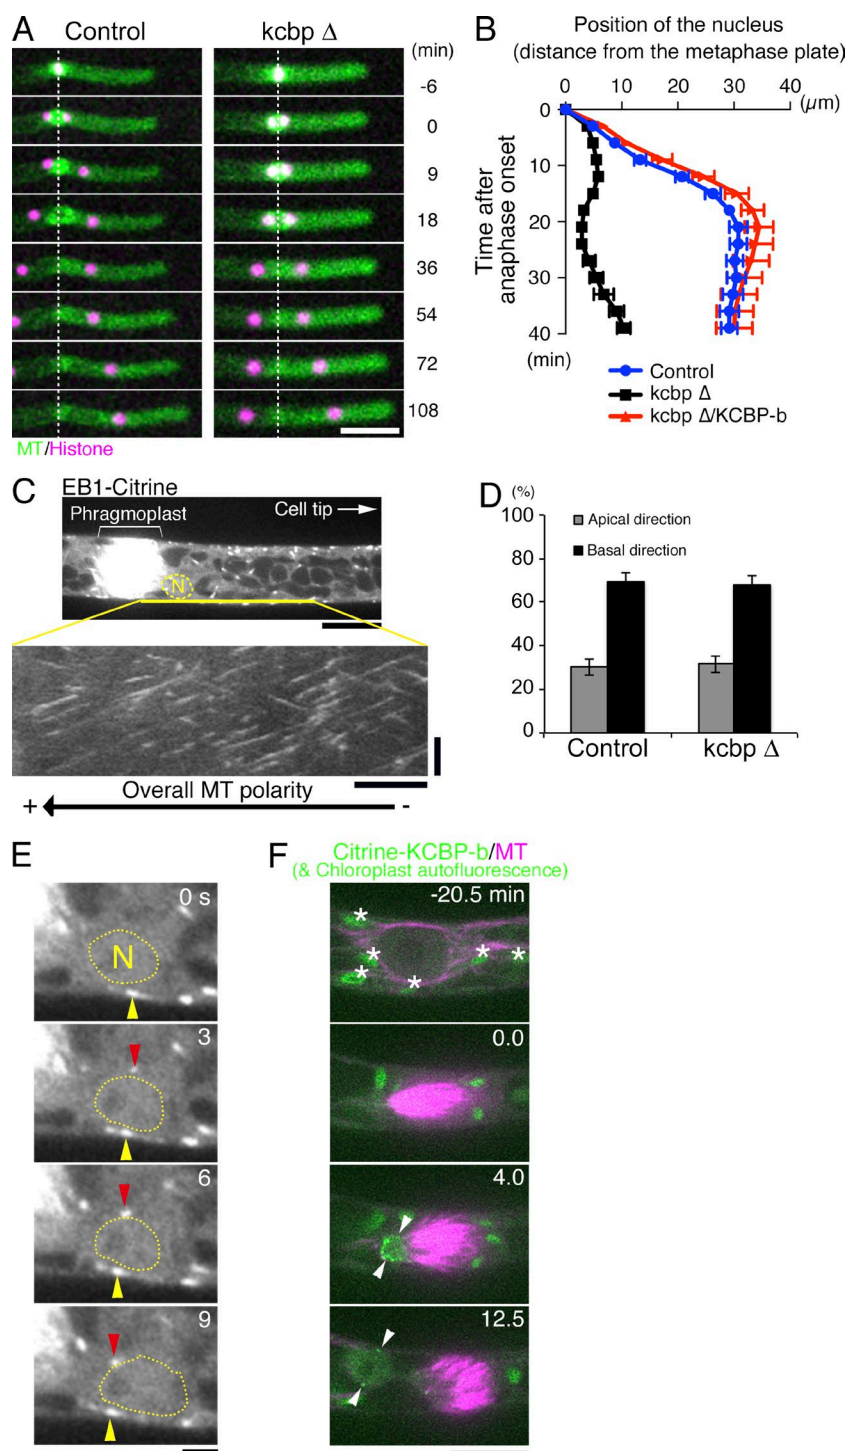 A
Control
kcbp Δ
(min)
-6
0
9
18
36
54
72
108
MT/Histone
B
Position of the nucleus
(distance from the metaphase plate)
0 10 20 30 40 (μm)
0
10
20
30
40
(min)
Time after
anaphase onset
Control
kcbp Δ
kcbp Δ/KCBP-b
C
EB1-Citrine
Phragmoplast
Cell tip
N
Overall MT polarity
+ -
D
(%)
100
80
60
40
20
0
Apical direction
Basal direction
Control
kcbp Δ
E
0 s
N
3
6
9
F
Citrine-KCBP-b/MT
(& Chloroplast autofluorescence)
-20.5 min
* * * * * *
0.0
4.0
12.5